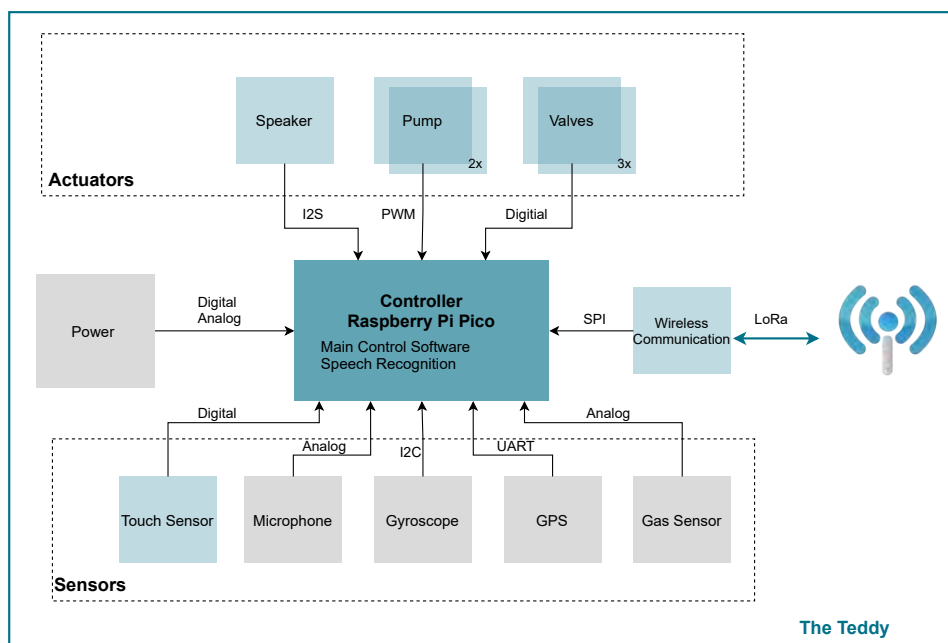 Speaker
Pump
2x
Valves
3x
Actuators
I2S
PWM
Digitial
Power
Digital
Analog
Controller
Raspberry Pi Pico
Main Control Software
Speech Recognition
SPI
Wireless
Communication
LoRa
Digital
Analog
I2C
UART
Analog
Touch Sensor
Microphone
Gyroscope
GPS
Gas Sensor
Sensors
The Teddy